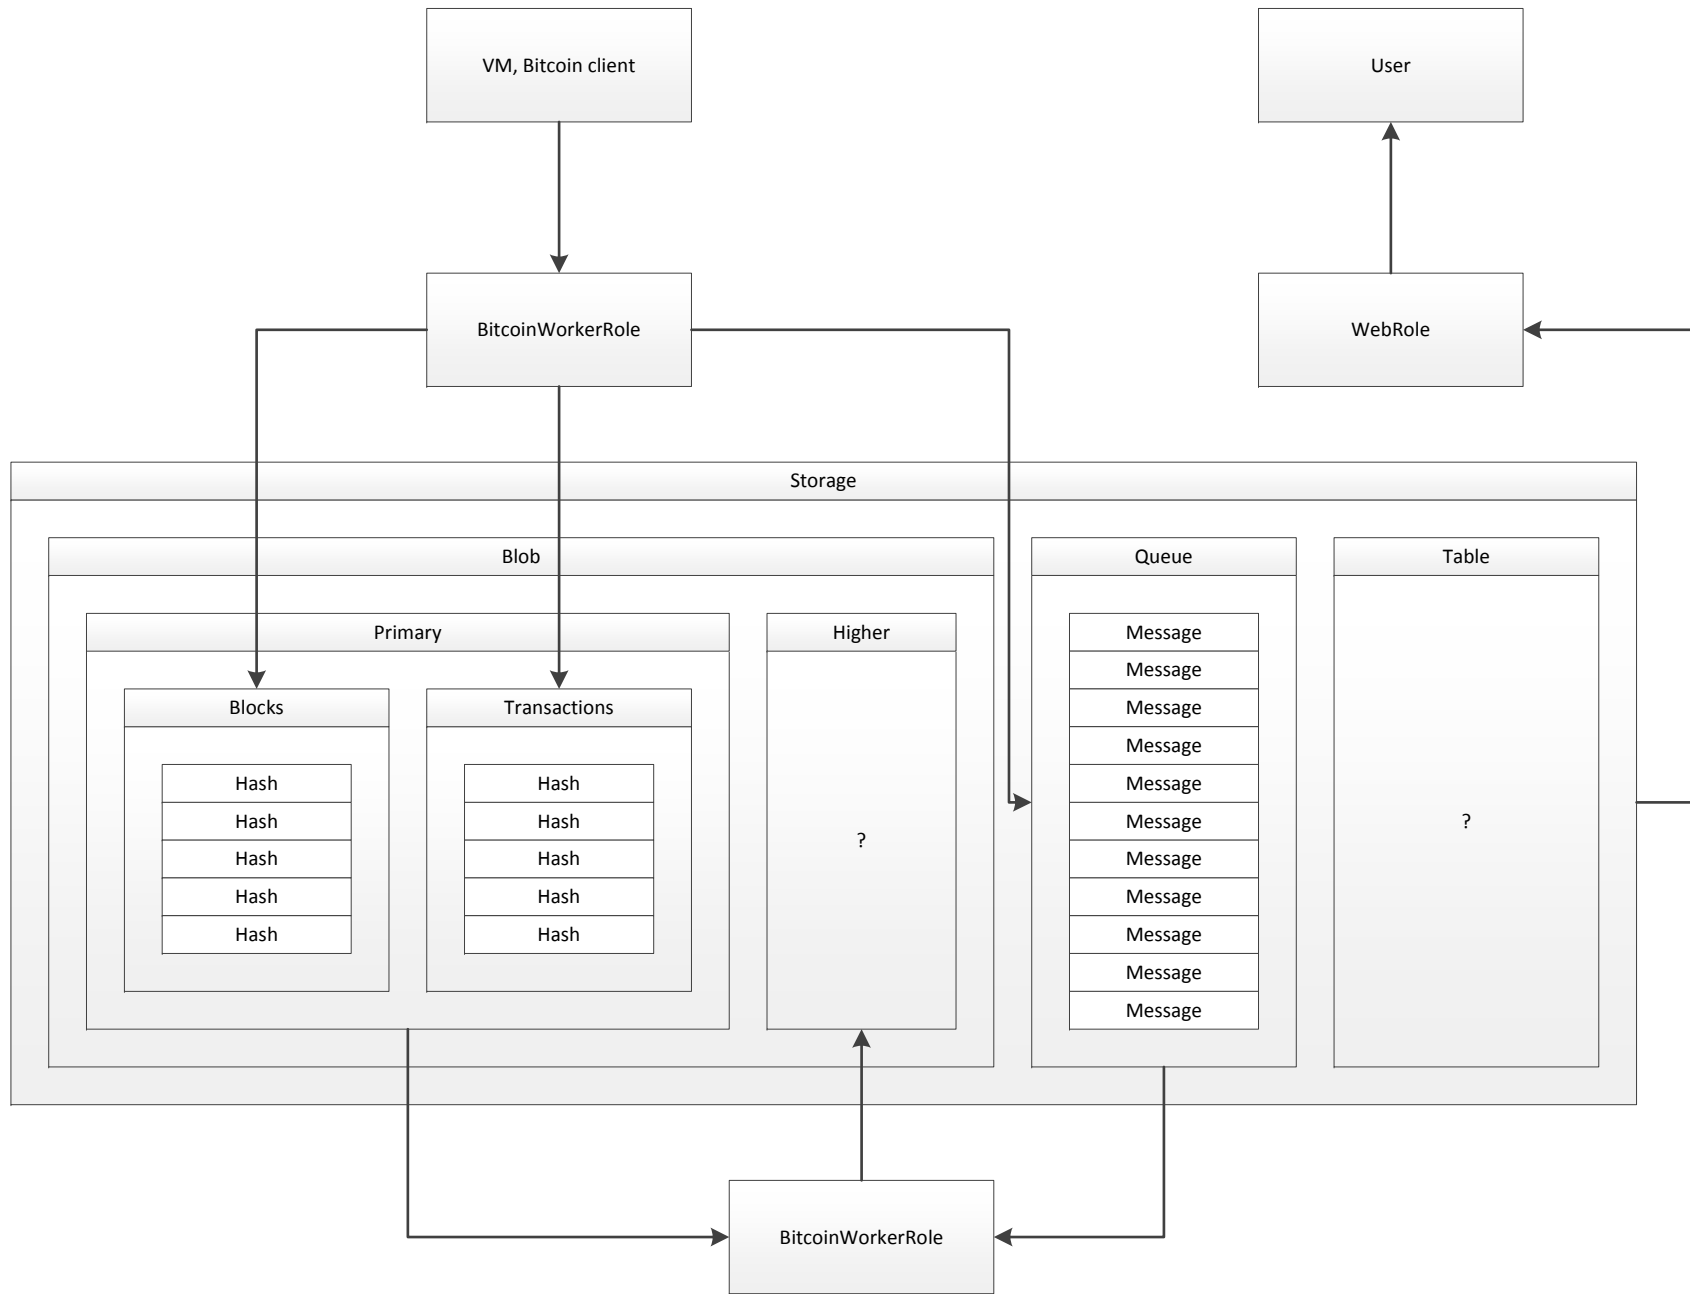 VM, Bitcoin client
User
BitcoinWorkerRole
WebRole
Storage
Blob
Queue
Table
Primary
Higher
Blocks
Transactions
Hash
Hash
Hash
Hash
Hash
Hash
Hash
Hash
Hash
Hash
?
Message
Message
Message
Message
Message
Message
Message
Message
Message
Message
Message
?
BitcoinWorkerRole